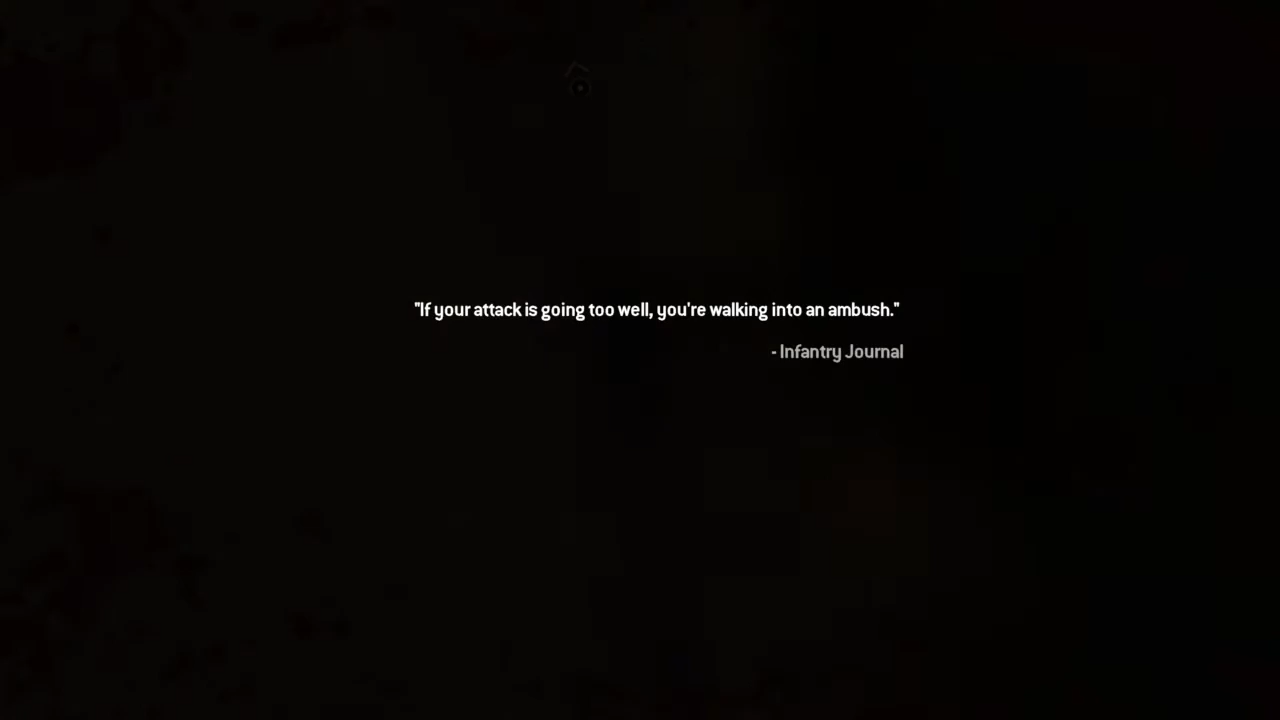 "If your attack is going too well, you're walking into an ambush."
- Infantry Journal